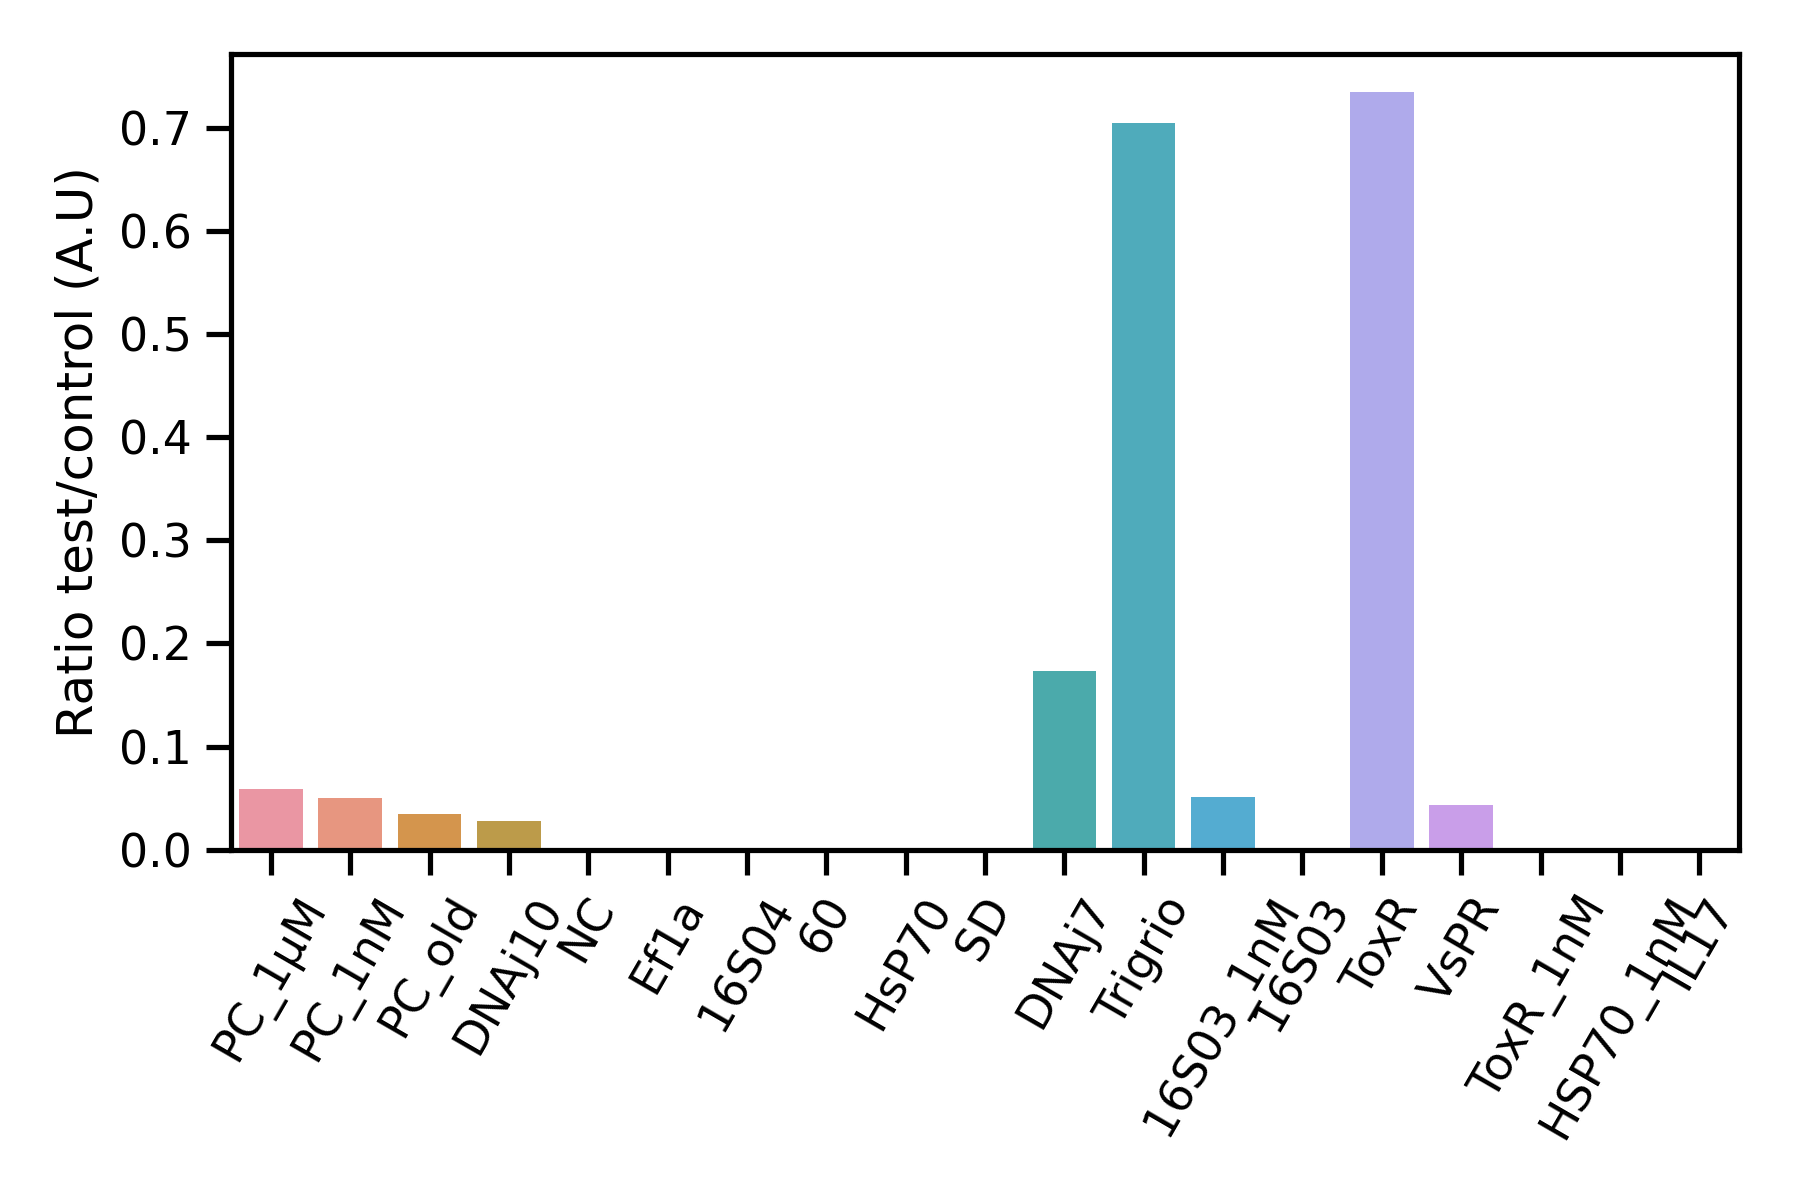 Ratio test/control (A.U)
0.7
0.6
0.5
0.4
0.3
0.2
0.1
0.0
PC_1µM
PC_1nM
PC_old
DNAj10
NC
Ef1a
16S04
60
HsP70
SD
DNAj7
Trigrio
16S03_1nM
16S03
ToxR
VsPR
ToxR_1nM
HSP70_1nM
IL17